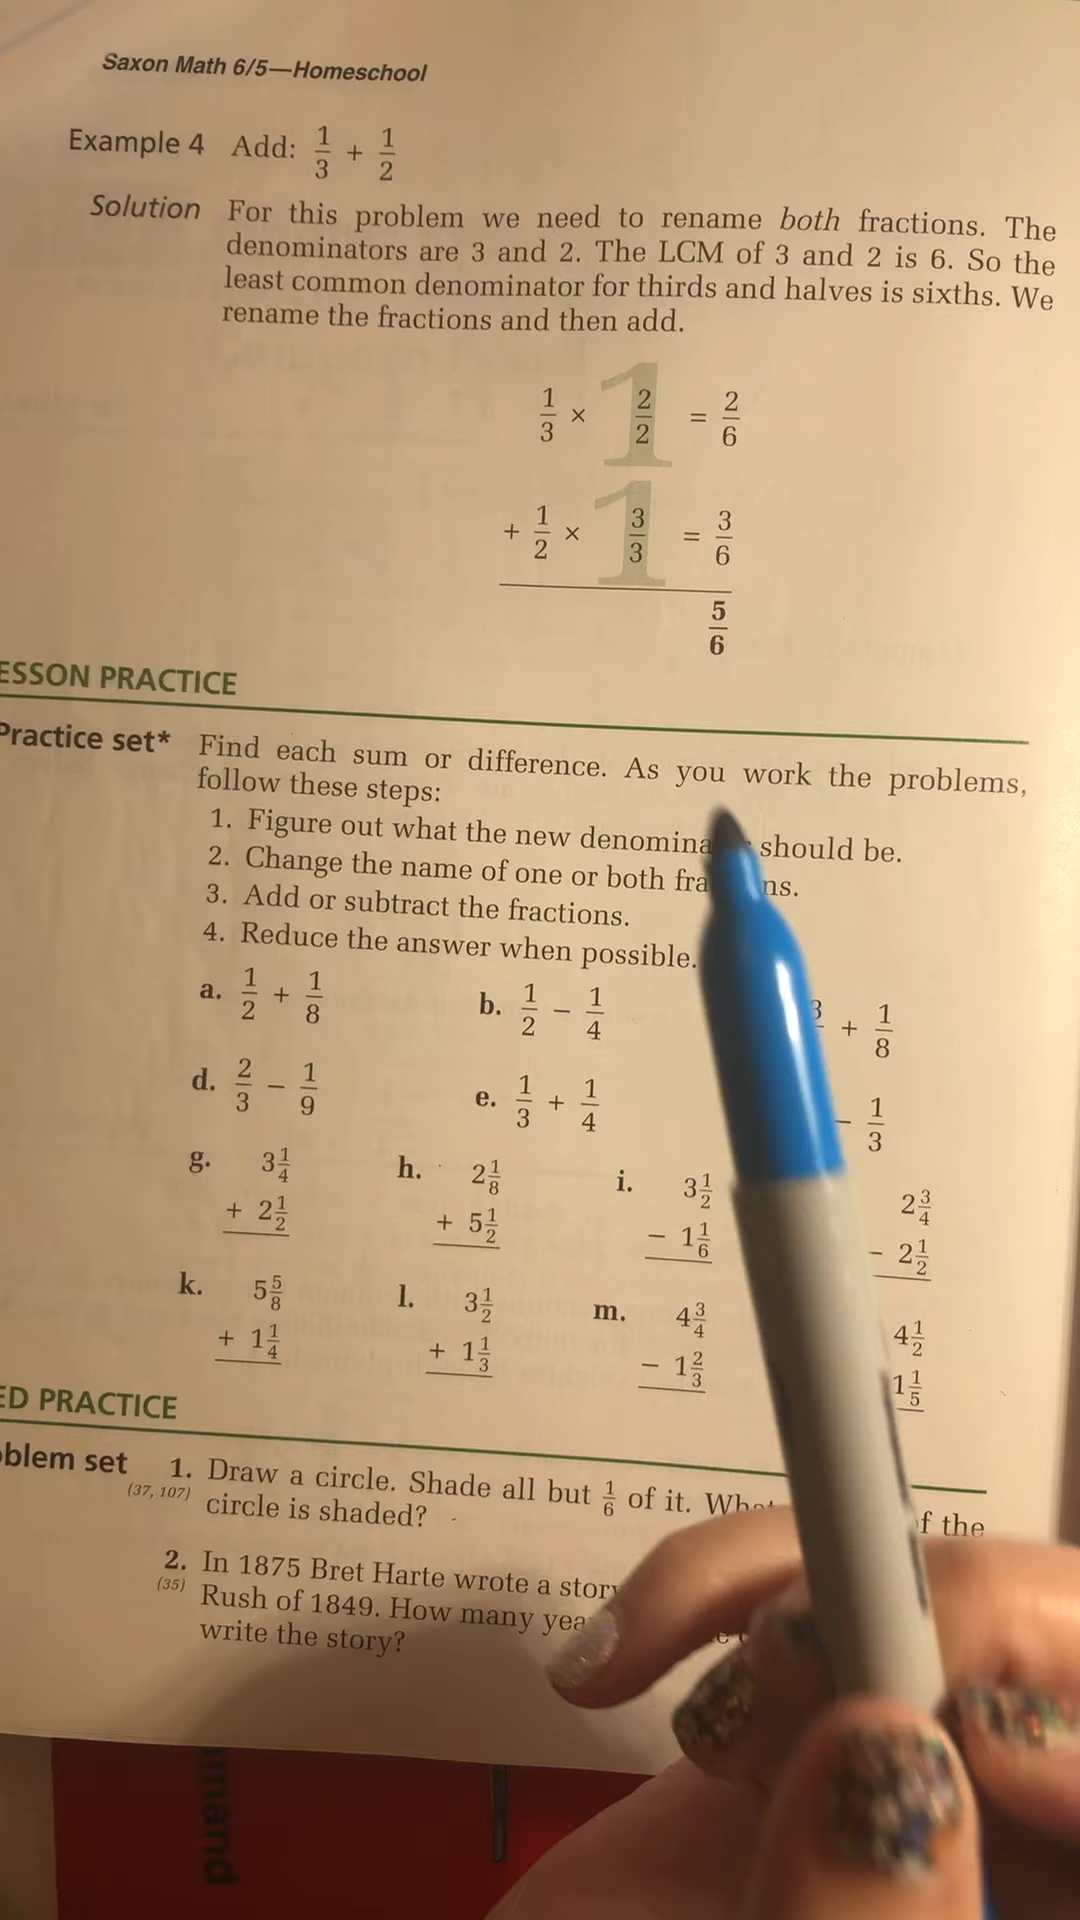 Saxon Math 6/5—Homeschool
Example 4 Add: 1/3 + 1/2
Solution For this problem we need to rename both fractions. The
denominators are 3 and 2. The LCM of 3 and 2 is 6. So the
least common denominator for thirds and halves is sixths. We
rename the fractions and then add.
1/3 × 1 2/2 = 2/6
+ 1/2 × 1 3/3 = 3/6
5/6
ESSON PRACTICE
Practice set* Find each sum or difference. As you work the problems,
follow these steps:
1. Figure out what the new denomina should be.
2. Change the name of one or both fra ns.
3. Add or subtract the fractions.
4. Reduce the answer when possible.
a. 1/2 + 1/8 b. 1/2 − 1/4 3 + 1/8
d. 2/3 − 1/9 e. 1/3 + 1/4 − 1/3
g. 3 1/4 h. 2 1/8 i. 3 1/2 2 3/4
+ 2 1/2 + 5 1/2 − 1 1/6 − 2 1/2
k. 5 5/8 l. 3 1/2 m. 4 3/4 4 1/2
+ 1 1/4 + 1 1/3 − 1 2/3 1 1/5
ED PRACTICE
oblem set 1. Draw a circle. Shade all but 1/6 of it. What f the
(37, 107) circle is shaded?
2. In 1875 Bret Harte wrote a story
(35) Rush of 1849. How many yea
write the story?
mand